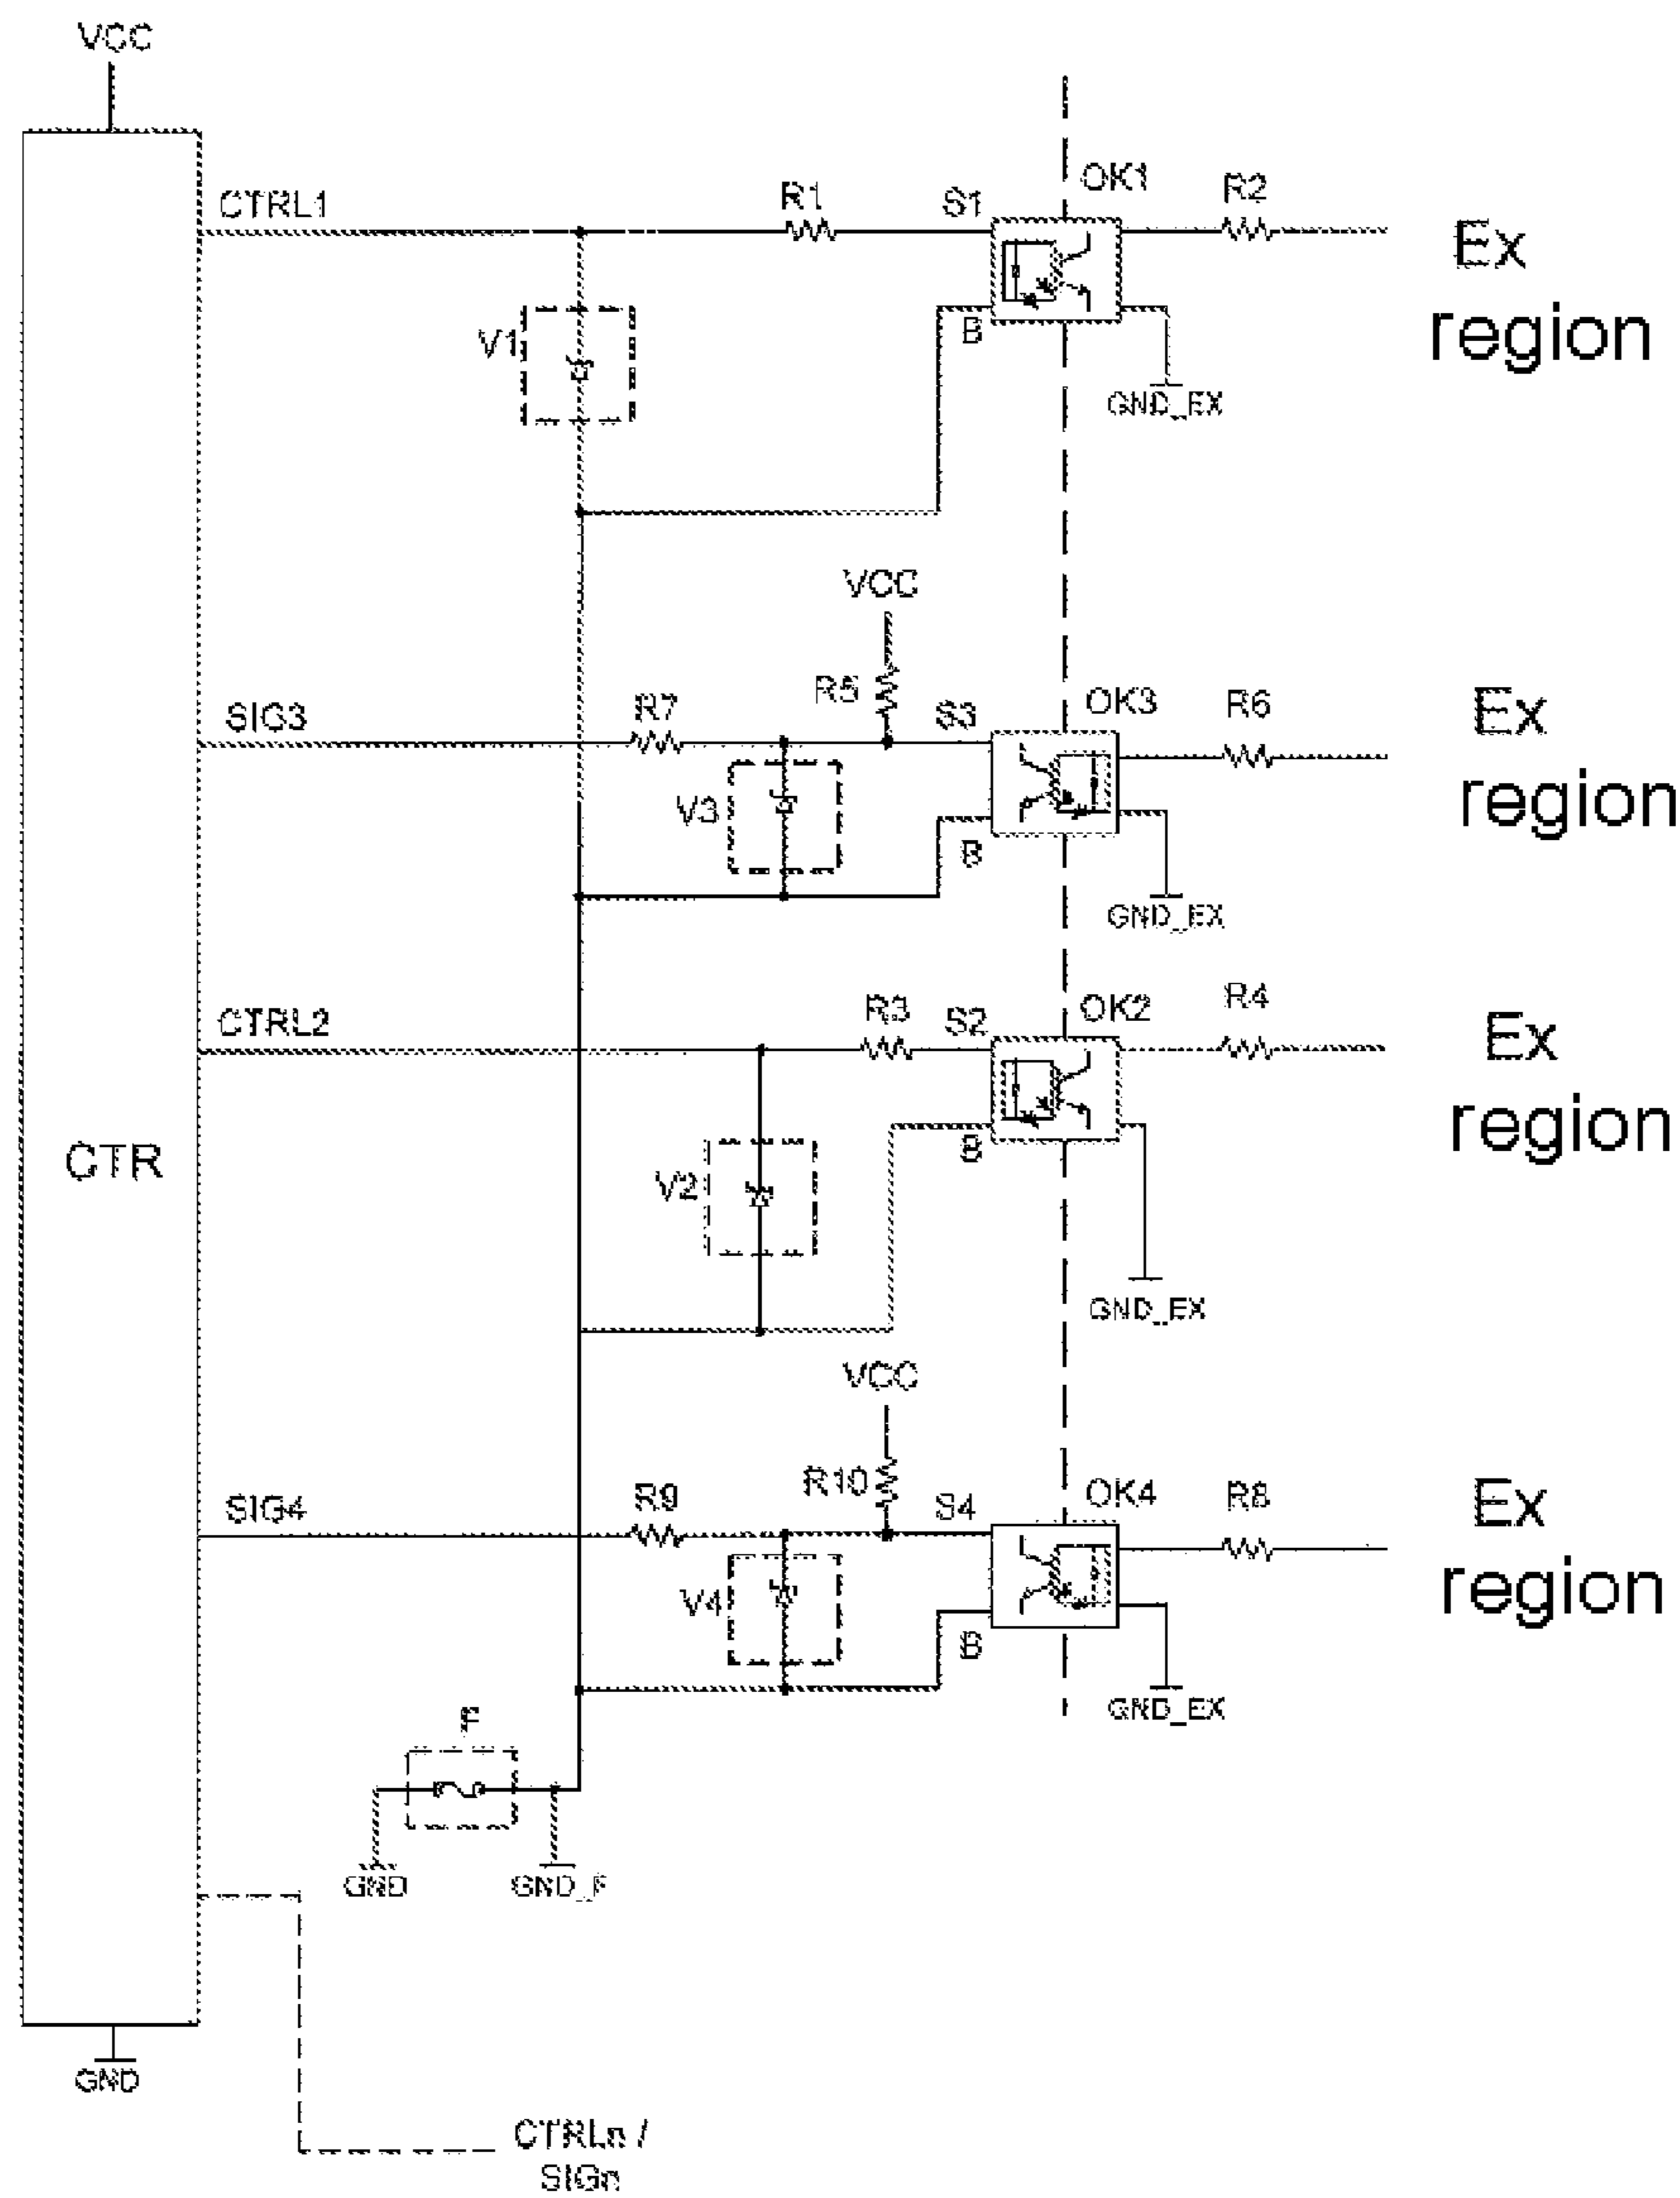 VCC
CTRL1
R1
S1
OK1
R2
Ex
region
V1
B
GND_EX
VCC
R5
SIG3
R7
S3
OK3
R6
Ex
region
V3
B
GND_EX
CTRL2
R3
S2
OK2
R4
Ex
region
CTR
V2
B
GND_EX
VCC
R10
SIG4
R9
S4
OK4
R8
Ex
region
V4
B
GND_EX
F
GND
GND_F
GND
CTRLn /
SIGn